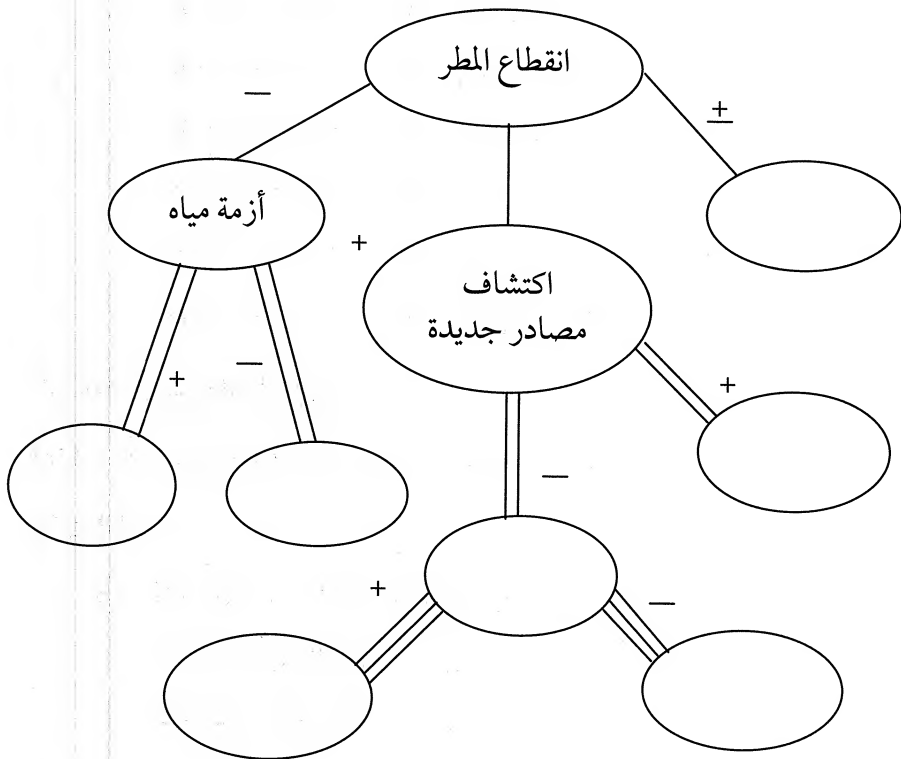 انقطاع المطر
—
±
أزمة مياه
+
اكتشاف
مصادر جديدة
+
—
+
—
+
—